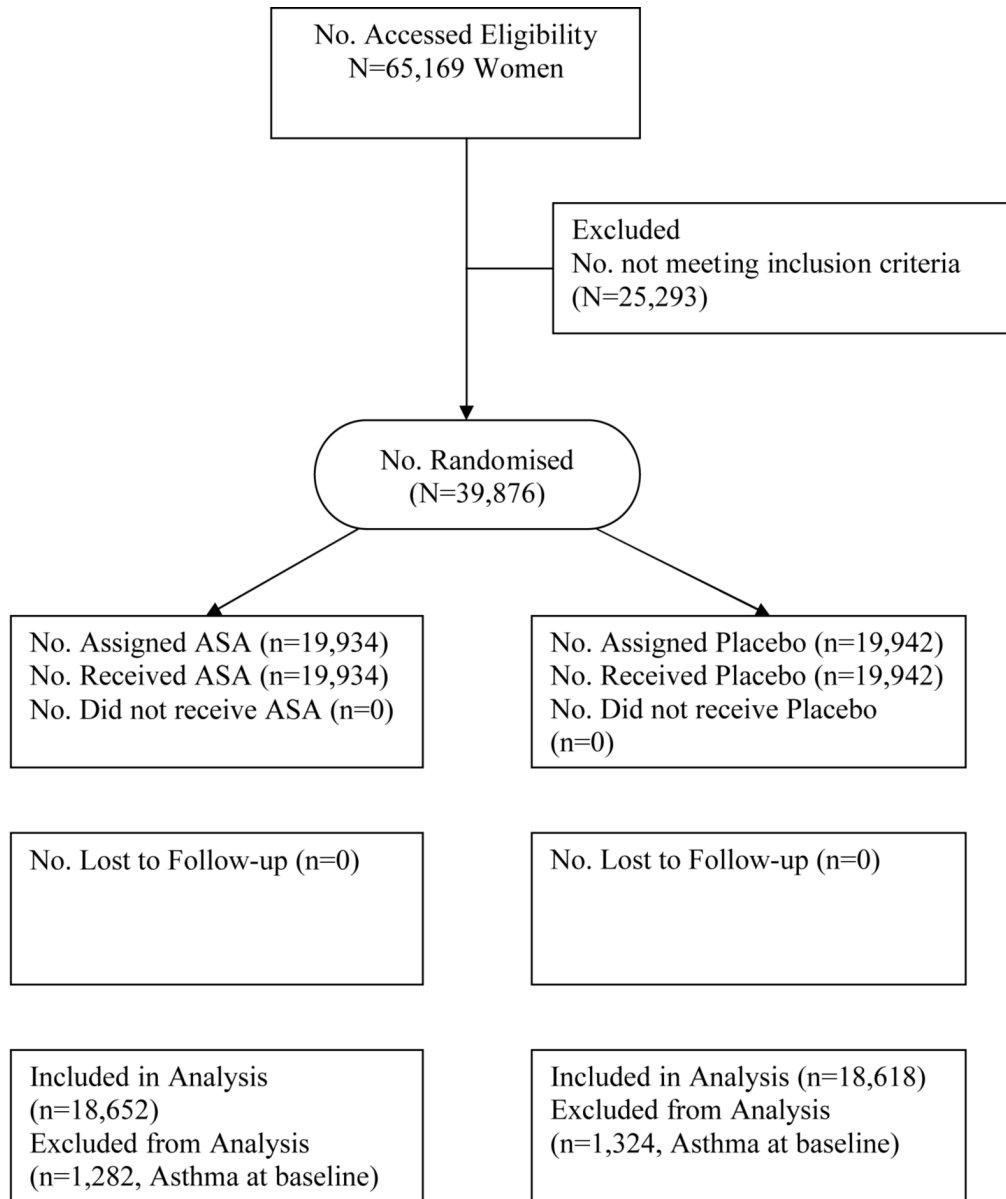 No. Accessed Eligibility
N=65,169 Women
Excluded
No. not meeting inclusion criteria
(N=25,293)
No. Randomised
(N=39,876)
No. Assigned ASA (n=19,934)
No. Received ASA (n=19,934)
No. Did not receive ASA (n=0)
No. Assigned Placebo (n=19,942)
No. Received Placebo (n=19,942)
No. Did not receive Placebo
(n=0)
No. Lost to Follow-up (n=0)
No. Lost to Follow-up (n=0)
Included in Analysis
(n=18,652)
Excluded from Analysis
(n=1,282, Asthma at baseline)
Included in Analysis (n=18,618)
Excluded from Analysis
(n=1,324, Asthma at baseline)